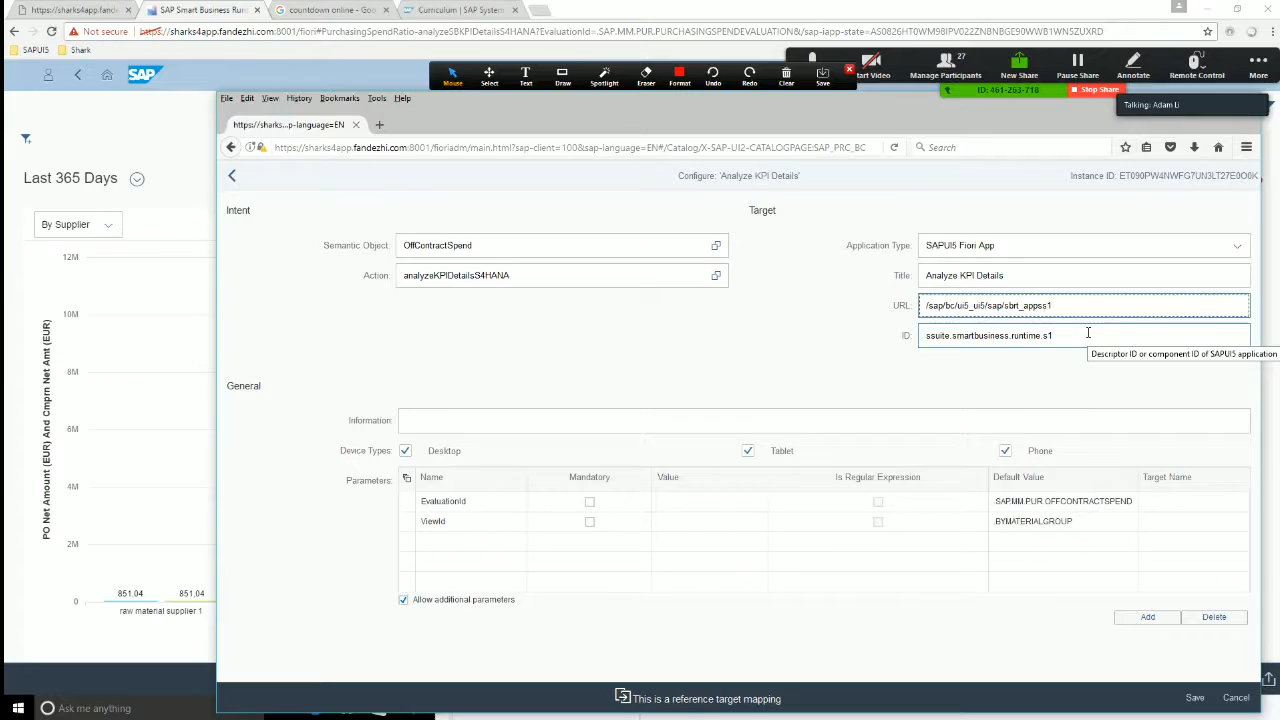 https://sharks4app.fande:
SAP Smart Business Run
countdown online - Goo
Curriculum | SAP System
Not secure
https://sharks4app.fandezhi.com:8001/fiori#PurchasingSpendRatio-analyzeSBKPIDetailsS4HANA?EvaluationId=.SAP.MM.PUR.PURCHASINGSPENDEVALUATION&/sap-iapp-state=
SAPUI5
Shark
SAP
Mouse
Select
Text
Draw
Spotlight
Eraser
Format
Undo
Redo
Clear
Save
tart Video
27
Manage Participants
New Share
Pause Share
Annotate
Remote Control
More
ID: 461-263-718
Stop Share
Talking: Adam Li
File Edit View History Bookmarks Tools Help
https://sharks...p-language=EN
https://sharks4app.fandezhi.com:8001/fioriadm/main.html?sap-client=100&sap-language=EN#/Catalog/X-SAP-UI2-CATALOGPAGE:SAP_PRC_BC
Search
Configure: 'Analyze KPI Details'
Instance ID: ET090PW4NWFG7UN3LT27E0O0K
Last 365 Days
By Supplier
Intent
Target
Semantic Object:
OffContractSpend
Application Type:
SAPUI5 Fiori App
Action:
analyzeKPIDetailsS4HANA
Title:
Analyze KPI Details
URL:
/sap/bc/ui5_ui5/sap/sbrt_appss1
ID:
ssuite.smartbusiness.runtime.s1
Descriptor ID or component ID of SAPUI5 application
General
Information:
Device Types:
Desktop
Tablet
Phone
Parameters:
Name
Mandatory
Value
Is Regular Expression
Default Value
Target Name
EvaluationId
SAP.MM.PUR.OFFCONTRACTSPEND
ViewId
BYMATERIALGROUP
Allow additional parameters
Add
Delete
This is a reference target mapping
Save
Cancel
PO Net Amount (EUR) And Cmprn Net Amt (EUR)
12M
10M
8M
6M
4M
2M
0
851,04
851,04
raw material supplier 1
Ask me anything